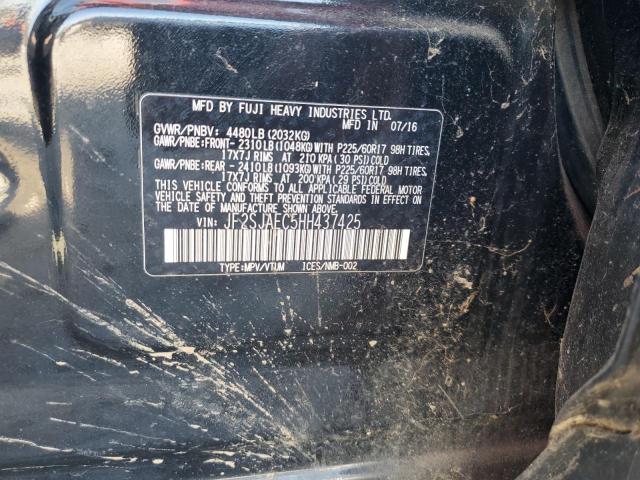 MFD BY FUJI HEAVY INDUSTRIES LTD.
MFD IN 07/16
GVWR/PNBV: 4480LB (2032KG)
GAWR/PNBE:FRONT- 2310LB(1048KG) WITH P225/60R17 98H TIRES,
17X7J RIMS AT 210 KPA (30 PSI) COLD
GAWR/PNBE: REAR -2410LB(1093KG) WITH P225/60R17 98H TIRES,
17X7J RIMS AT 200 KPA (29 PSI) COLD
THIS VEHICLE CONFORMS TO ALL APPLICABLE FEDERAL MOTOR
VEHICLE SAFETY AND BUMPER STANDARDS IN EFFECT ON THE
DATE OF MANUFACTURE SHOWN ABOVE.
VIN: JF2SJAEC5HH437425
TYPE:MPV/VTUM ICES/NMB-002